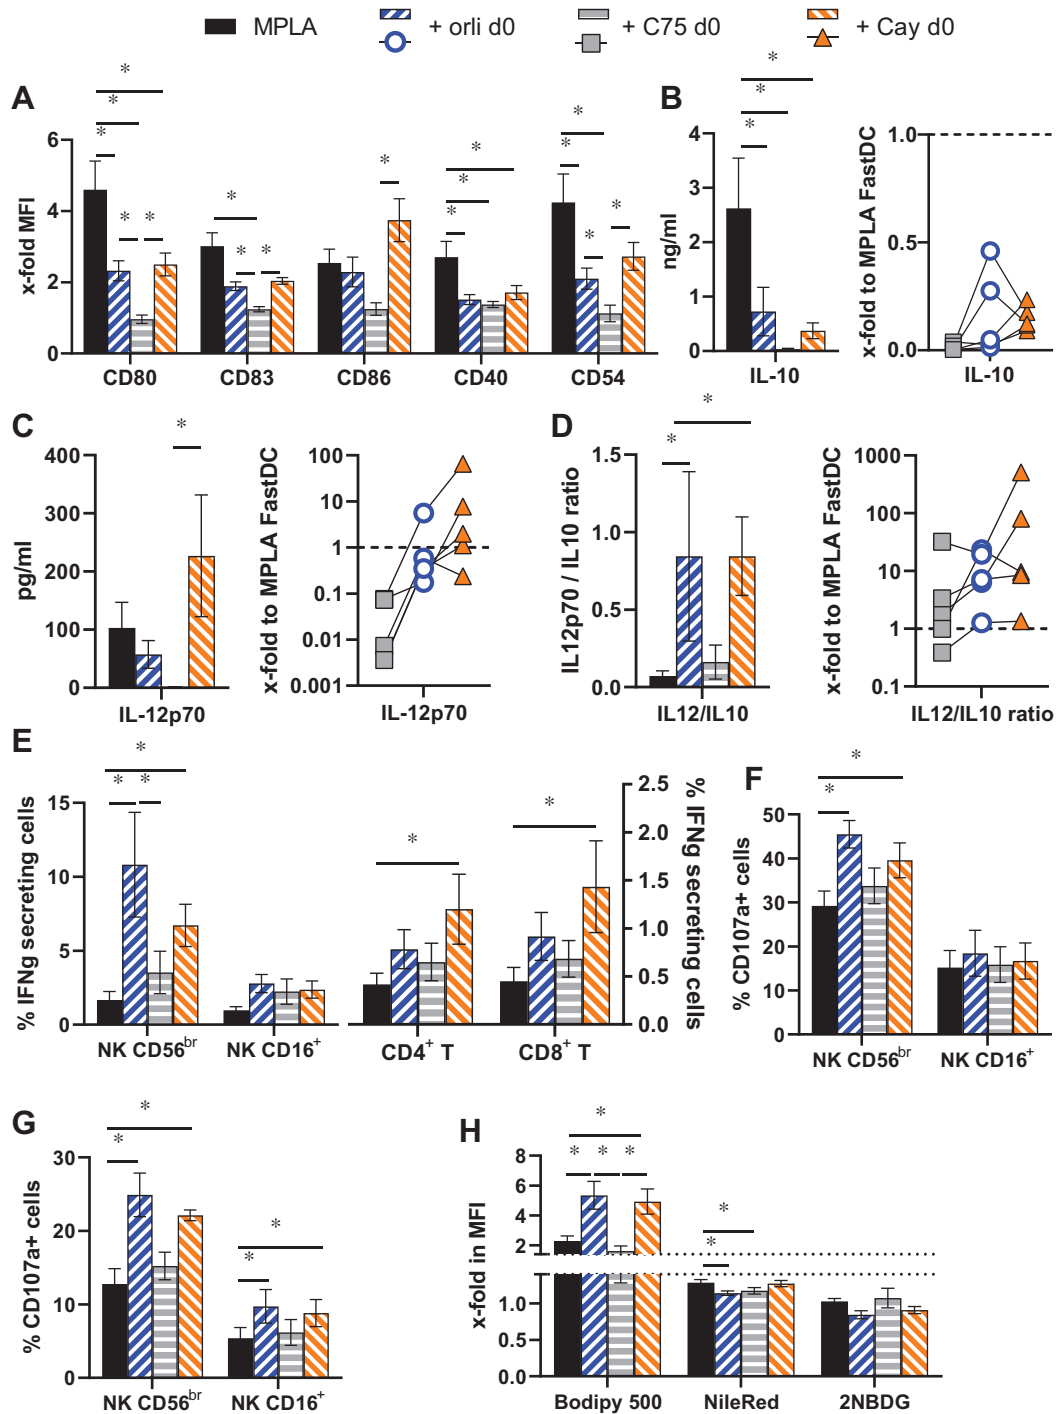 MPLA + orli d0 + C75 d0 + Cay d0
A
* * * * * * * * * * * * * * * *
x-fold MFI
6
4
2
0
CD80 CD83 CD86 CD40 CD54
B
* * *
ng/ml
4
3
2
1
0
IL-10
x-fold to MPLA FastDC
1.0
0.5
0.0
IL-10
C
*
pg/ml
400
300
200
100
0
IL-12p70
x-fold to MPLA FastDC
100
10
1
0.1
0.01
0.001
IL-12p70
D
* *
IL12p70 / IL10 ratio
1.5
1.0
0.5
0.0
IL12/IL10
x-fold to MPLA FastDC
1000
100
10
1
0.1
IL12/IL10 ratio
E
* * * * *
% IFNg secreting cells
15
10
5
0
NK CD56br NK CD16+ CD4+ T CD8+ T
2.5
2.0
1.5
1.0
0.5
0.0
% IFNg secreting cells
F
* *
% CD107a+ cells
50
40
30
20
10
0
NK CD56br NK CD16+
G
* * * *
% CD107a+ cells
30
20
10
0
NK CD56br NK CD16+
H
* * * * * *
x-fold in MFI
8
6
4
2
1.0
0.5
0.0
Bodipy 500 NileRed 2NBDG